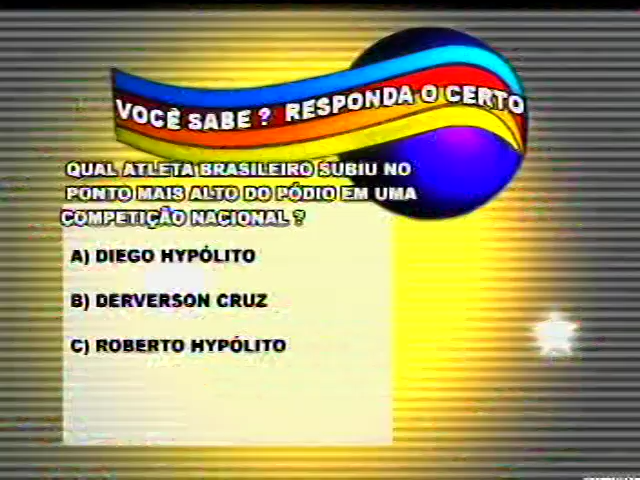 VOCÊ SABE ? RESPONDA O CERTO
QUAL ATLETA BRASILEIRO SUBIU NO
PONTO MAIS ALTO DO PÓDIO EM UMA
COMPETIÇÃO NACIONAL ?
A) DIEGO HYPÓLITO
B) DERVERSON CRUZ
C) ROBERTO HYPÓLITO